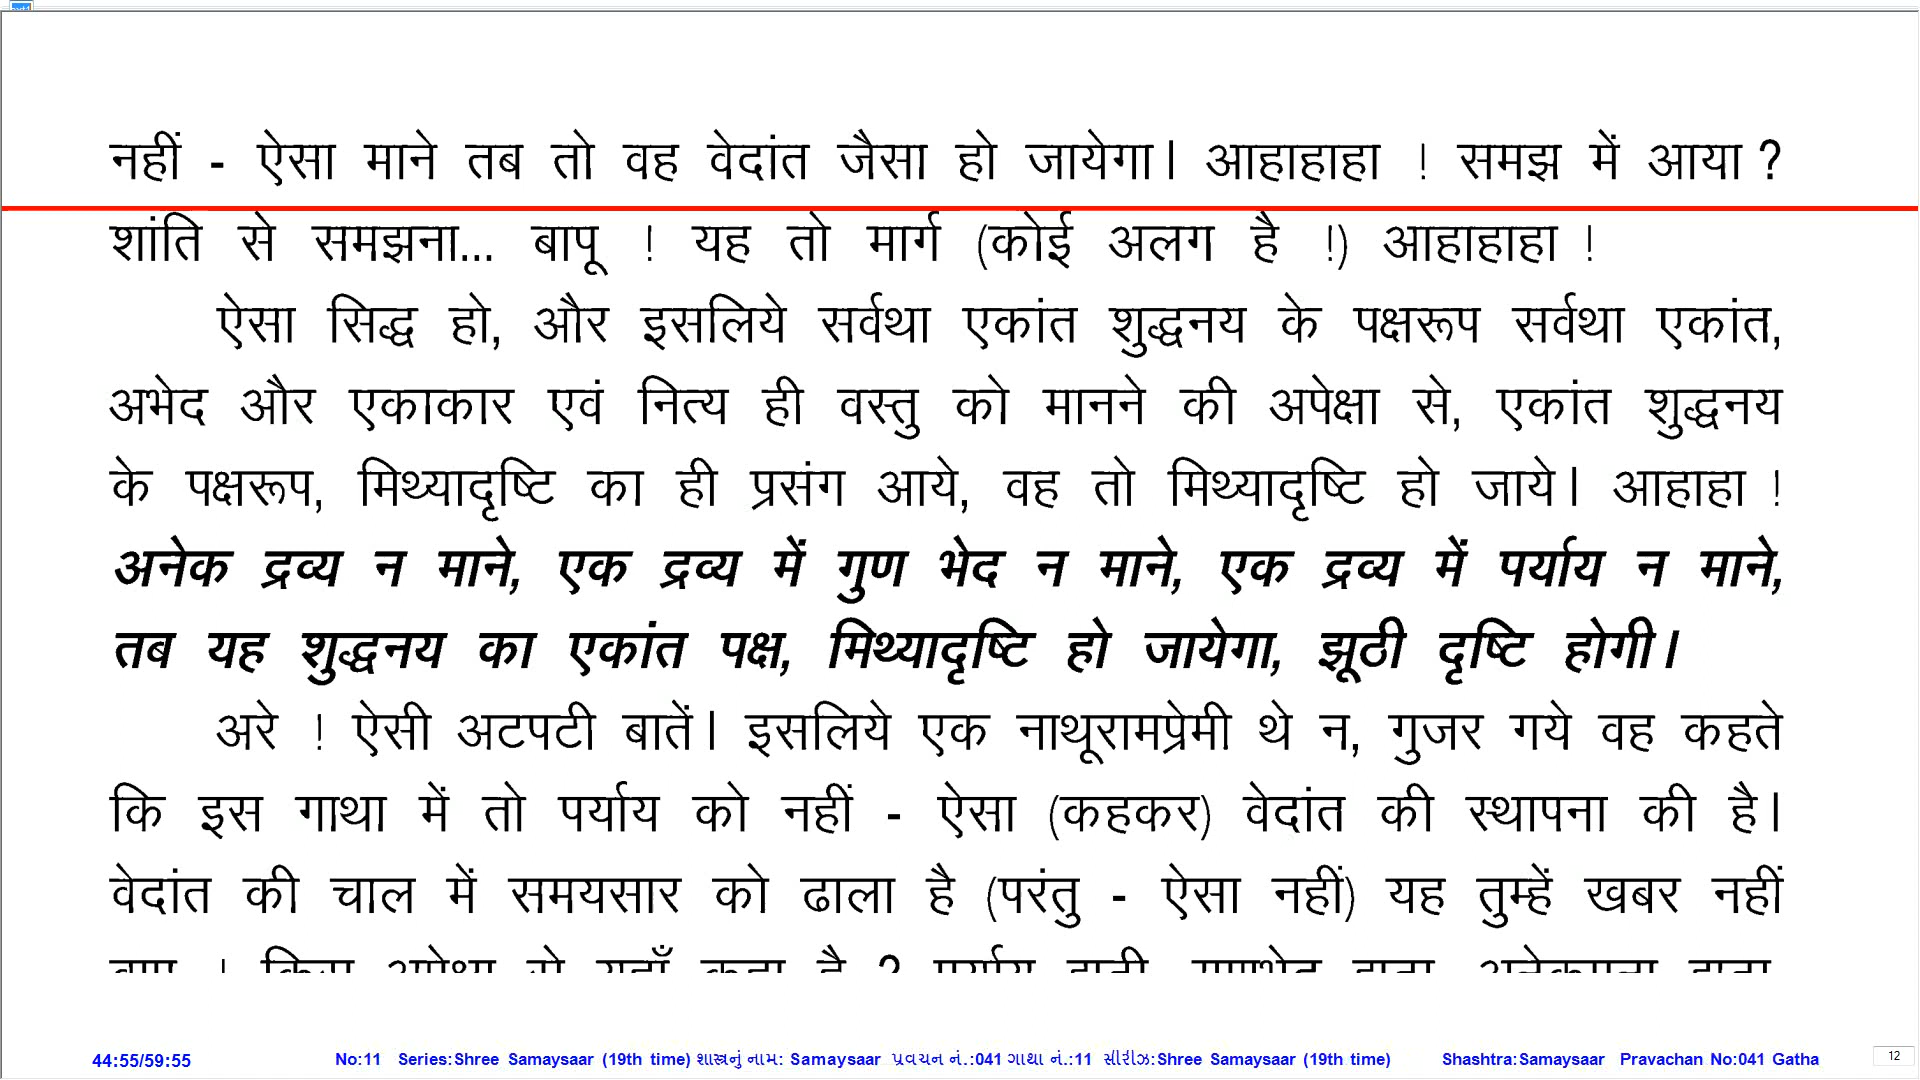 नहीं - ऐसा माने तब तो वह वेदांत जैसा हो जायेगा। आहाहाहा ! समझ में आया ?
शांति से समझना... बापू ! यह तो मार्ग (कोई अलग है !) आहाहाहा !
ऐसा सिद्ध हो, और इसलिये सर्वथा एकांत शुद्धनय के पक्षरूप सर्वथा एकांत,
अभेद और एकाकार एवं नित्य ही वस्तु को मानने की अपेक्षा से, एकांत शुद्धनय
के पक्षरूप, मिथ्यादृष्टि का ही प्रसंग आये, वह तो मिथ्यादृष्टि हो जाये। आहाहा !
अनेक द्रव्य न माने, एक द्रव्य में गुण भेद न माने, एक द्रव्य में पर्याय न माने,
तब यह शुद्धनय का एकांत पक्ष, मिथ्यादृष्टि हो जायेगा, झूठी दृष्टि होगी।
अरे ! ऐसी अटपटी बातें। इसलिये एक नाथूरामप्रेमी थे न, गुजर गये वह कहते
कि इस गाथा में तो पर्याय को नहीं - ऐसा (कहकर) वेदांत की स्थापना की है।
वेदांत की चाल में समयसार को ढाला है (परंतु - ऐसा नहीं) यह तुम्हें खबर नहीं
44:55/59:55 No:11 Series:Shree Samaysaar (19th time) શાસ્ત્રનું નામ: Samaysaar પ્રવચન નં.:041 ગાથા નં.:11 સીરીઝ:Shree Samaysaar (19th time) Shashtra:Samaysaar Pravachan No:041 Gatha 12